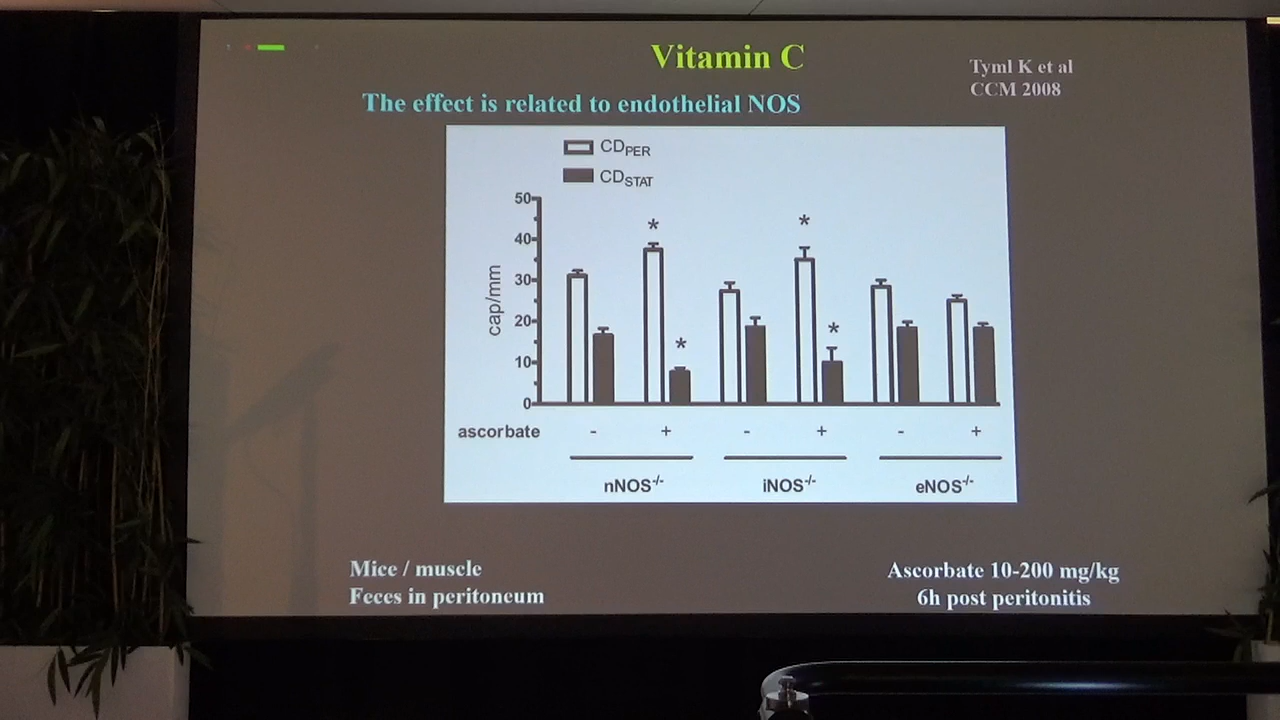 Vitamin C
Tyml K et al
CCM 2008
The effect is related to endothelial NOS
CDPER
CDSTAT
50
40
30
20
10
0
cap/mm
* * * *
ascorbate - + - + - +
nNOS-/- iNOS-/- eNOS-/-
Mice / muscle
Feces in peritoneum
Ascorbate 10-200 mg/kg
6h post peritonitis